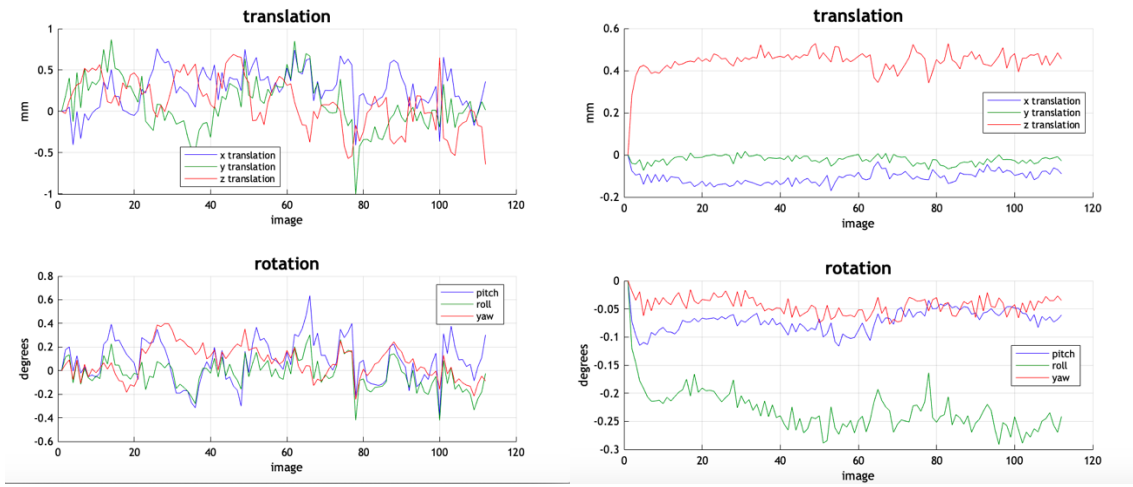 translation
1
0.5
0
-0.5
-1
mm
x translation
y translation
z translation
0 20 40 60 80 100 120
image
translation
0.6
0.4
0.2
0
-0.2
mm
x translation
y translation
z translation
0 20 40 60 80 100 120
image
rotation
0.8
0.6
0.4
0.2
0
-0.2
-0.4
-0.6
degrees
pitch
roll
yaw
0 20 40 60 80 100 120
image
rotation
0
-0.05
-0.1
-0.15
-0.2
-0.25
-0.3
degrees
pitch
roll
yaw
0 20 40 60 80 100 120
image